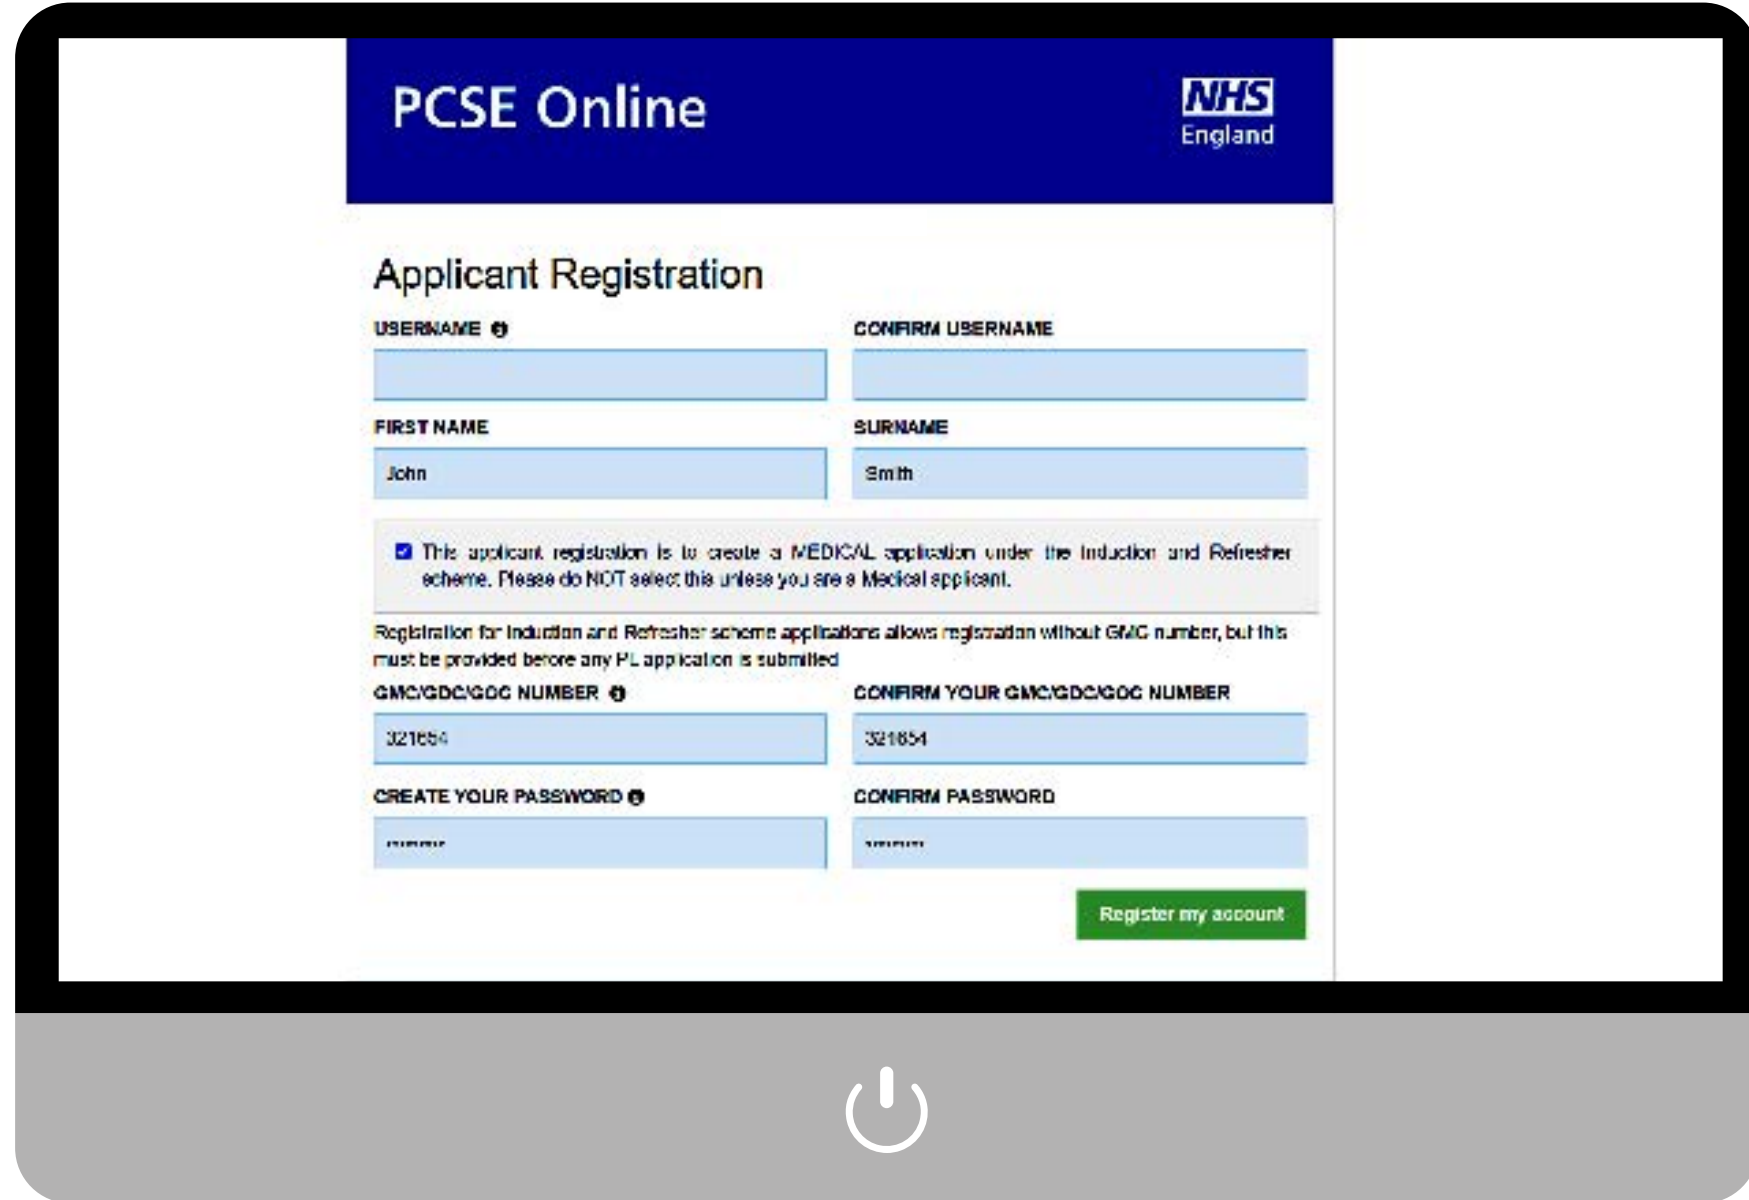 PCSE Online
NHS
England
Applicant Registration
USERNAME
CONFIRM USERNAME
FIRST NAME
SURNAME
John
Smith
This applicant registration is to create a MEDICAL application under the Induction and Refresher
scheme. Please do NOT select this unless you are a Medical applicant.
Registration for Induction and Refresher scheme applications allows registration without GMC number, but this
must be provided before any PL application is submitted
GMC/GDC/GOC NUMBER
CONFIRM YOUR GMC/GDC/GOC NUMBER
321654
321654
CREATE YOUR PASSWORD
CONFIRM PASSWORD
Register my account